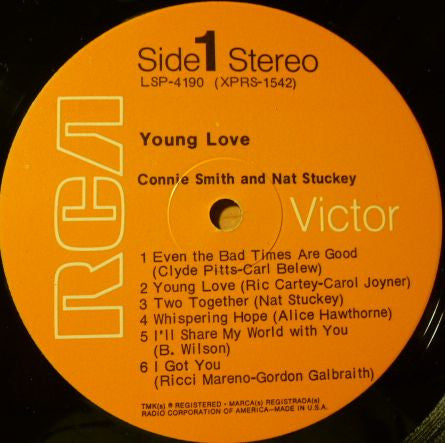 Side 1 Stereo
LSP-4190 (XPRS-1542)
Young Love
Connie Smith and Nat Stuckey
RCA
Victor
1 Even the Bad Times Are Good
(Clyde Pitts-Carl Belew)
2 Young Love (Ric Cartey-Carol Joyner)
3 Two Together (Nat Stuckey)
4 Whispering Hope (Alice Hawthorne)
5 I'll Share My World with You
(B. Wilson)
6 I Got You
(Ricci Mareno-Gordon Galbraith)
TMK(s) ® REGISTERED • MARCA(s) REGISTRADA(s)
RADIO CORPORATION OF AMERICA—MADE IN U.S.A.